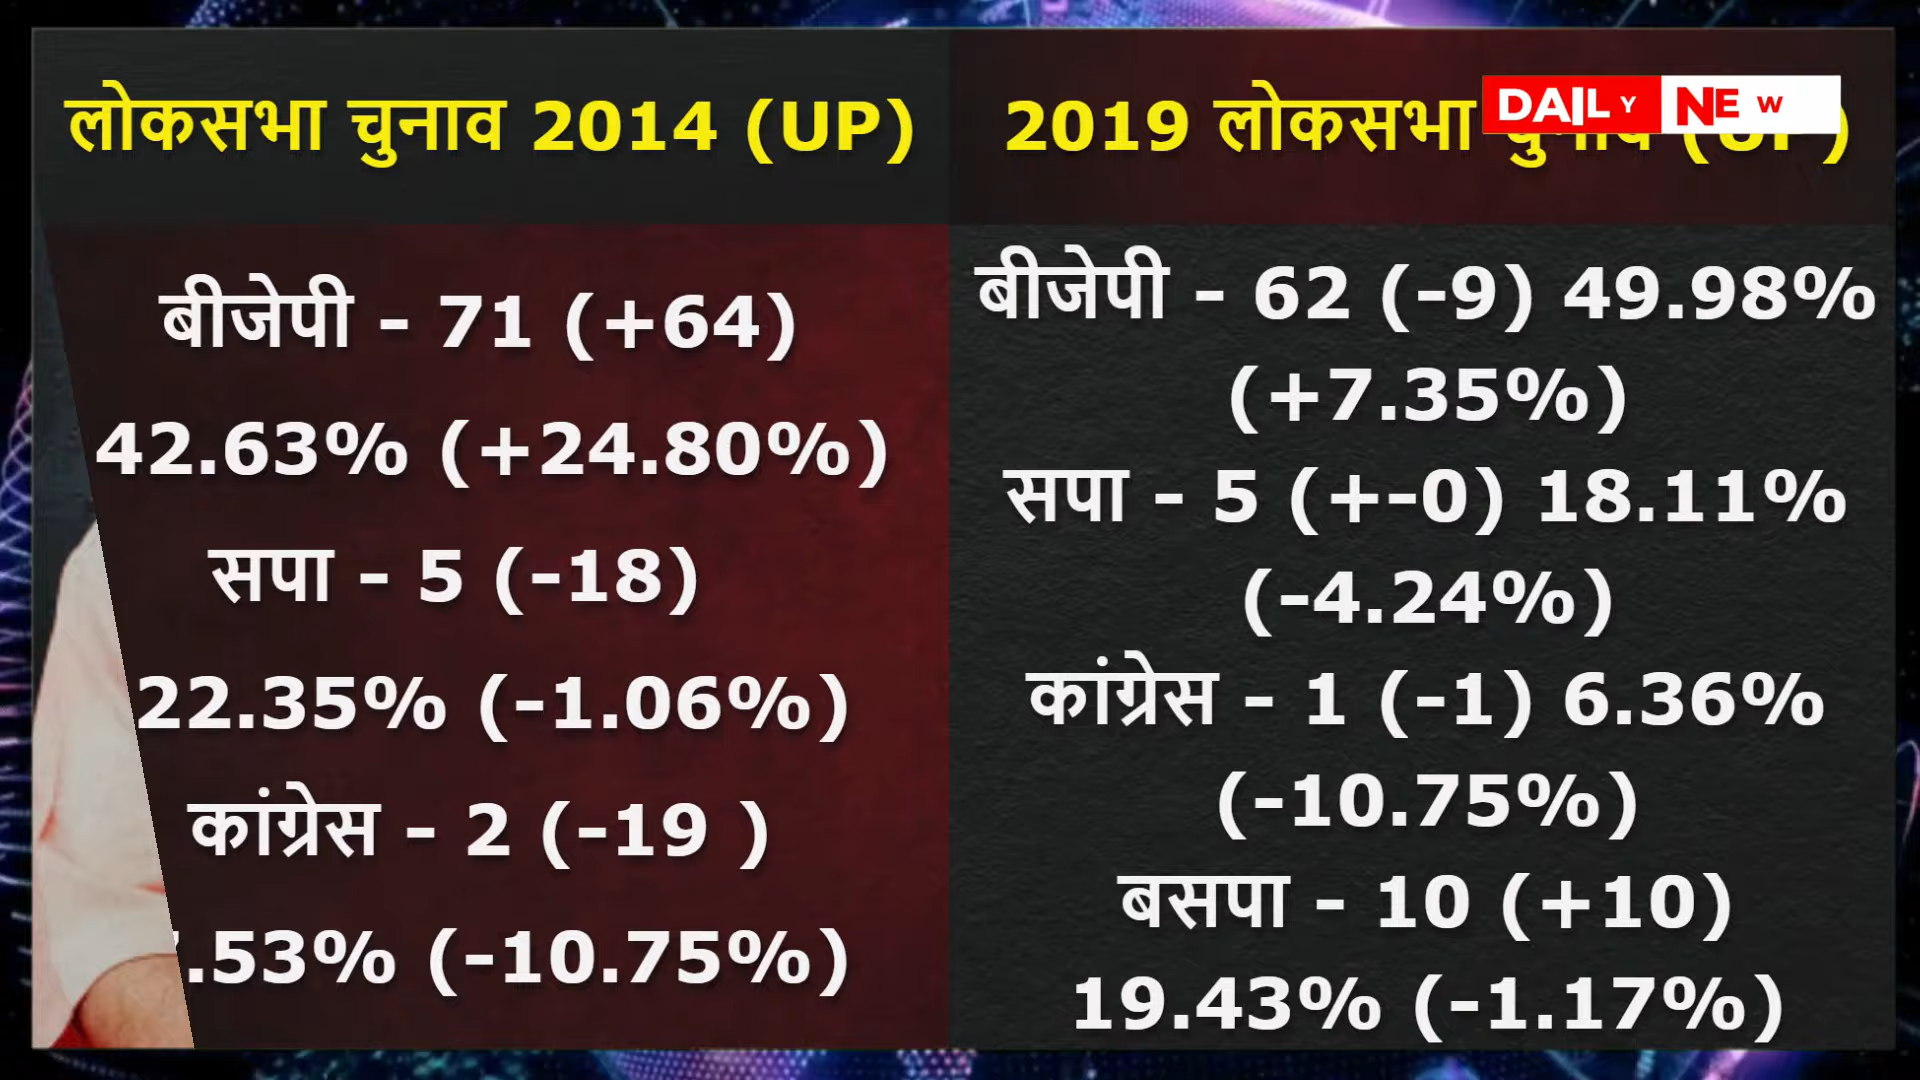 लोकसभा चुनाव 2014 (UP)
बीजेपी - 71 (+64)
42.63% (+24.80%)
सपा - 5 (-18)
22.35% (-1.06%)
कांग्रेस - 2 (-19 )
.53% (-10.75%)
2019 लोकसभा चुनाव (UP)
DAILY NEW
बीजेपी - 62 (-9) 49.98%
(+7.35%)
सपा - 5 (+-0) 18.11%
(-4.24%)
कांग्रेस - 1 (-1) 6.36%
(-10.75%)
बसपा - 10 (+10)
19.43% (-1.17%)